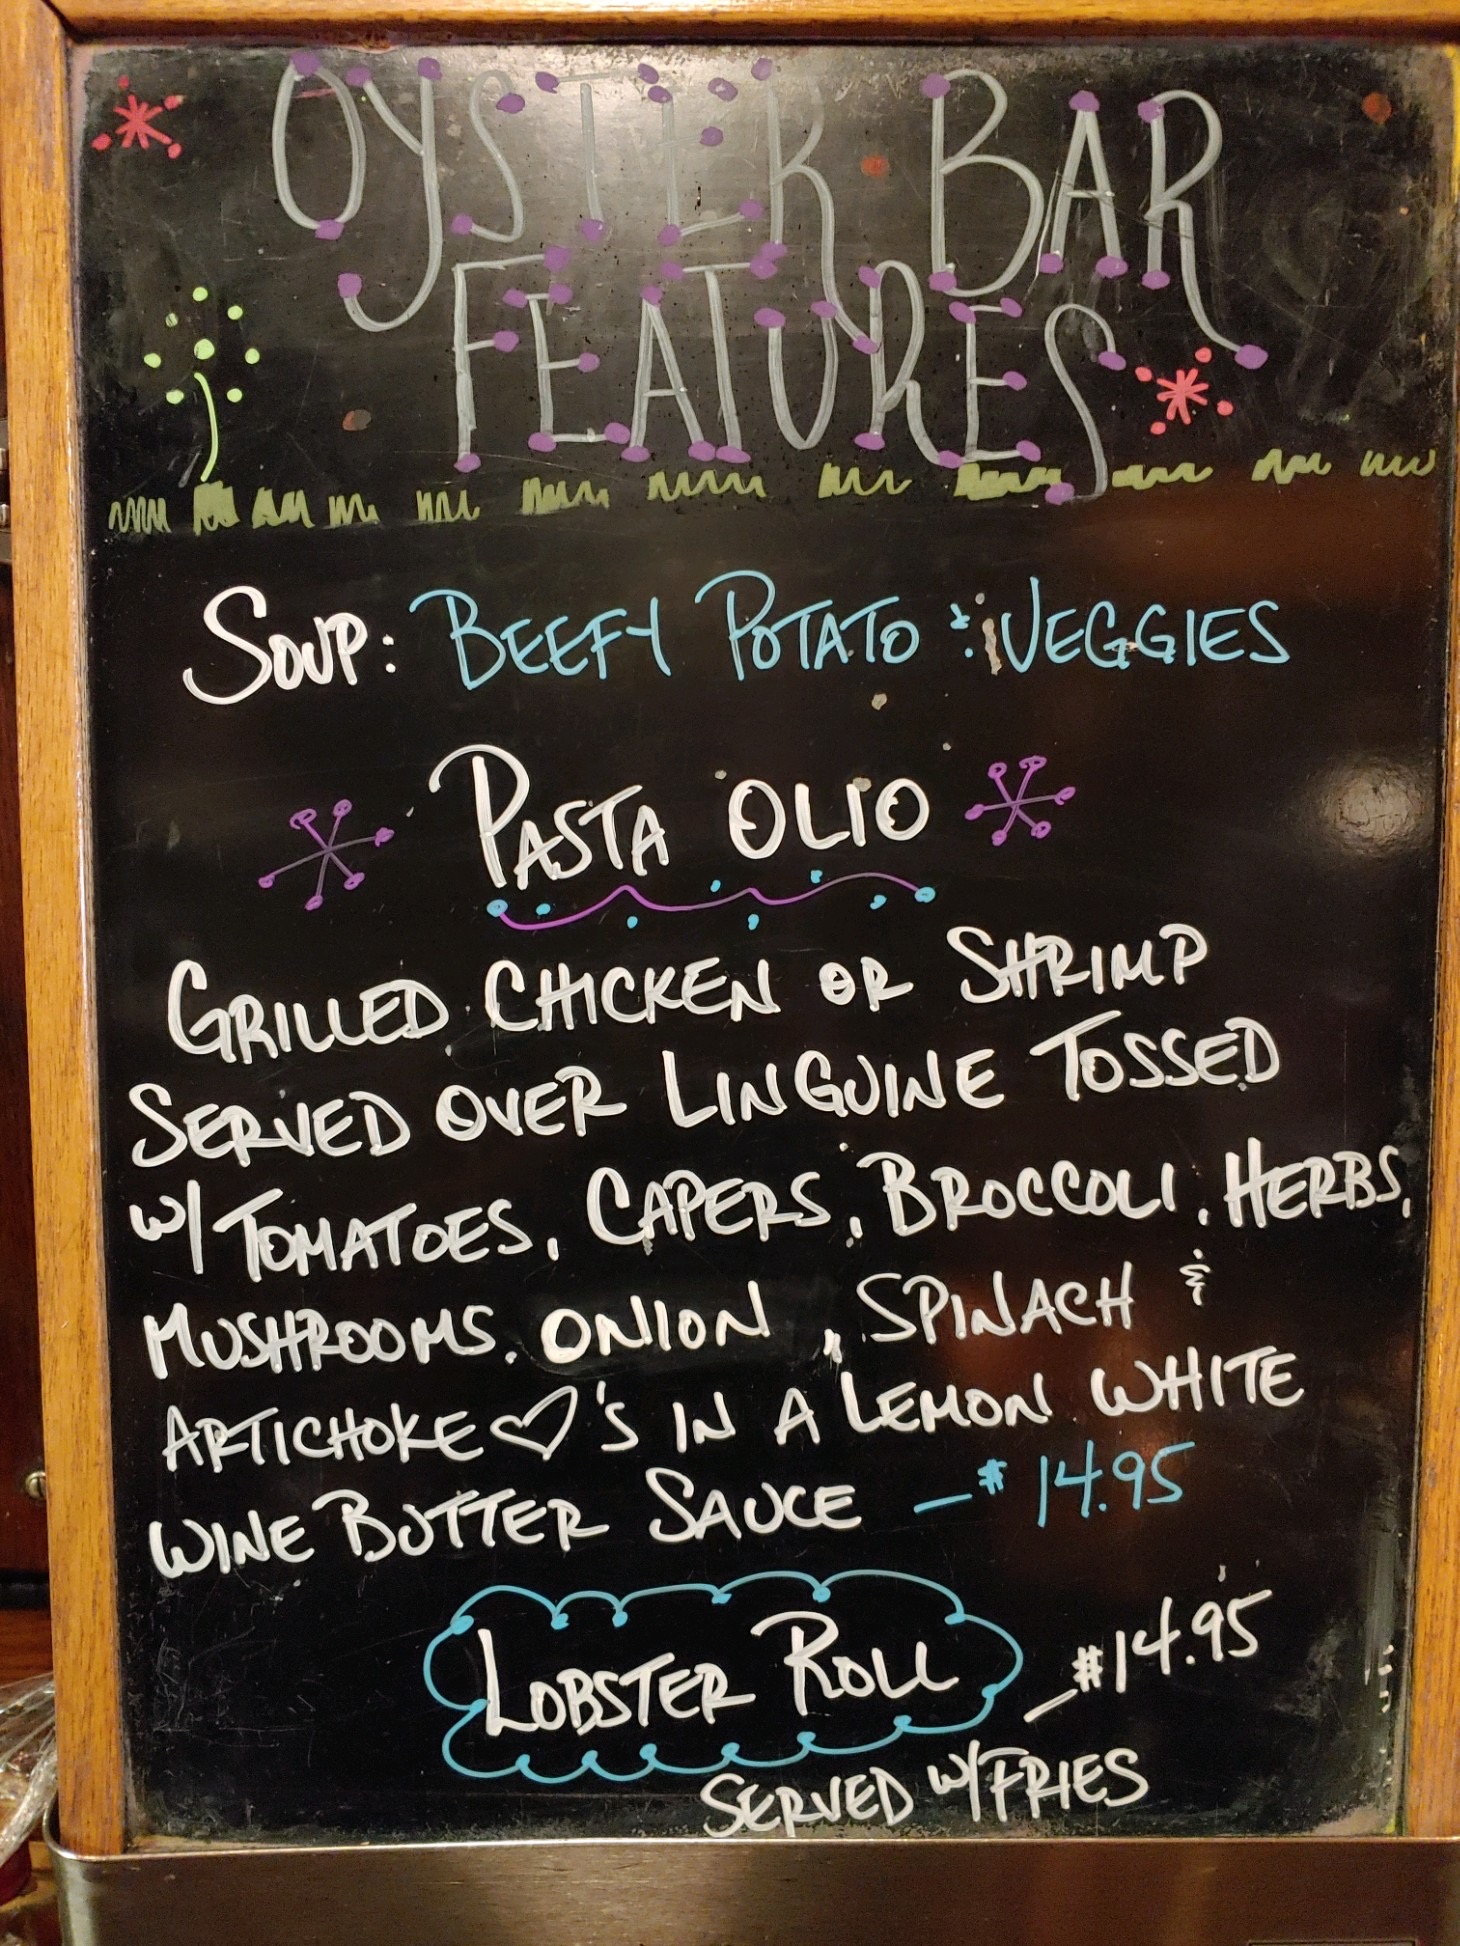 OYSTER BAR
FEATURES
SOUP: BEEFY POTATO & VEGGIES
PASTA OLIO
GRILLED CHICKEN OR SHRIMP
SERVED OVER LINGUINE TOSSED
W/ TOMATOES, CAPERS, BROCCOLI, HERBS,
MUSHROOMS, ONION, SPINACH &
ARTICHOKE ♡'S IN A LEMON WHITE
WINE BUTTER SAUCE — $14.95
LOBSTER ROLL — $14.95
SERVED W/ FRIES